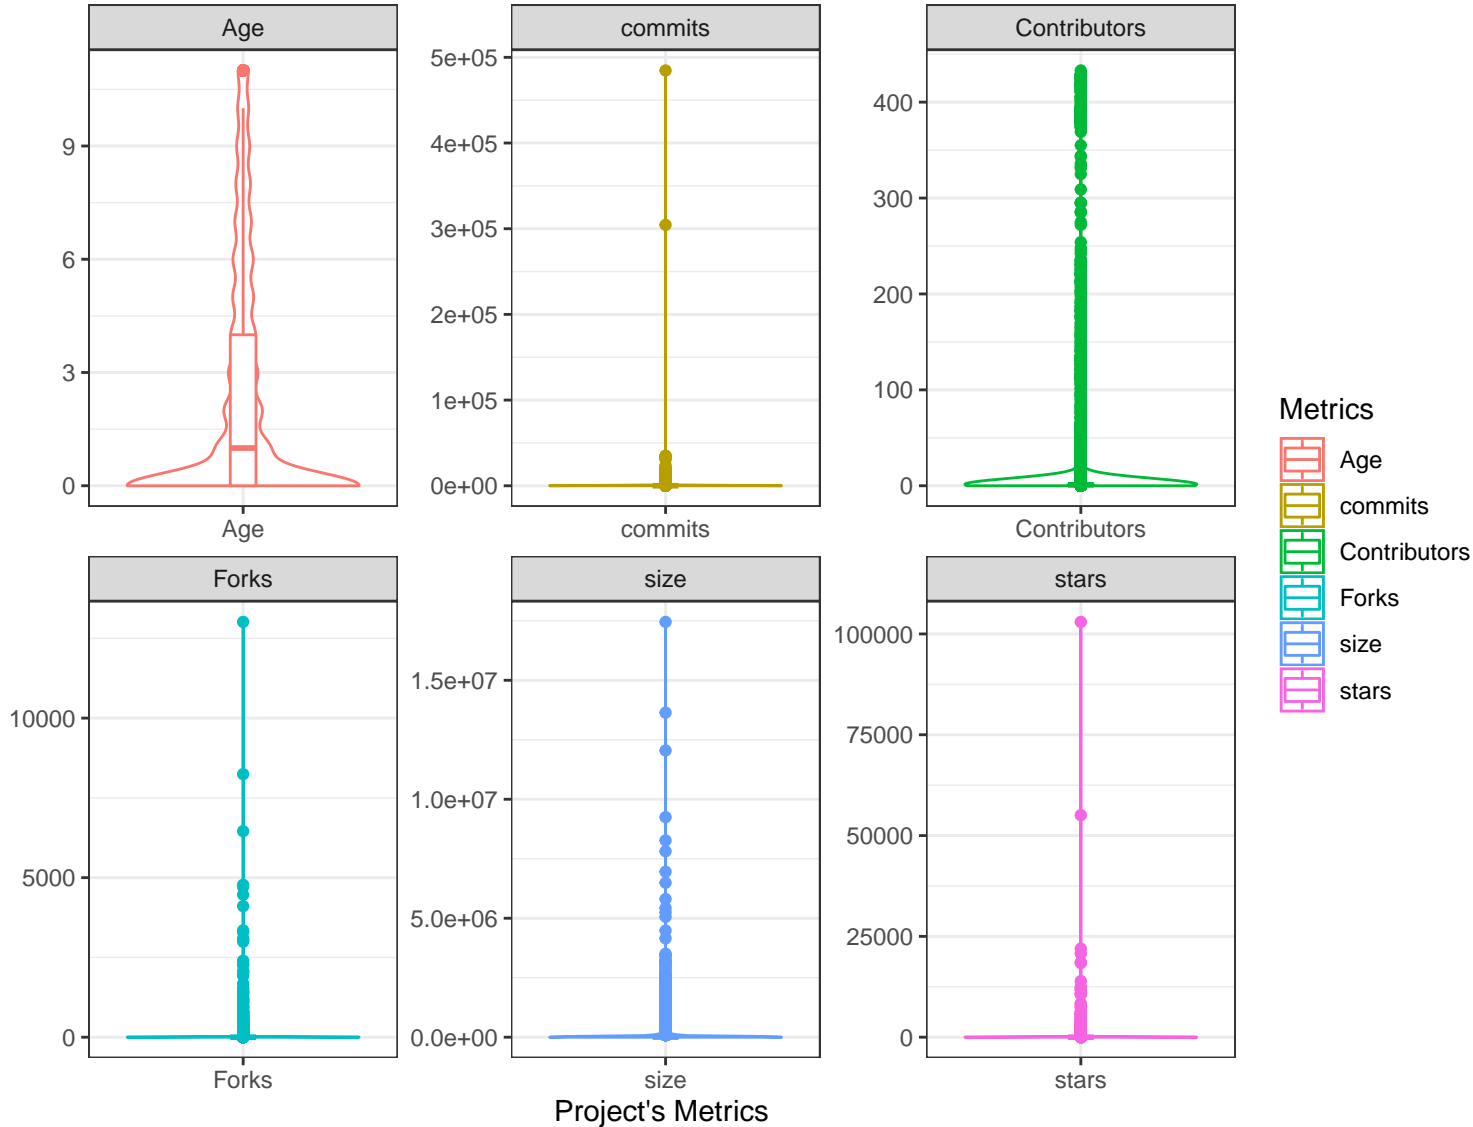 Age
commits
Contributors
9
6
3
0
Age
5e+05
4e+05
3e+05
2e+05
1e+05
0e+00
commits
400
300
200
100
0
Contributors
Forks
size
stars
10000
5000
0
Forks
1.5e+07
1.0e+07
5.0e+06
0.0e+00
size
100000
75000
50000
25000
0
stars
Project's Metrics
Metrics
Age
commits
Contributors
Forks
size
stars